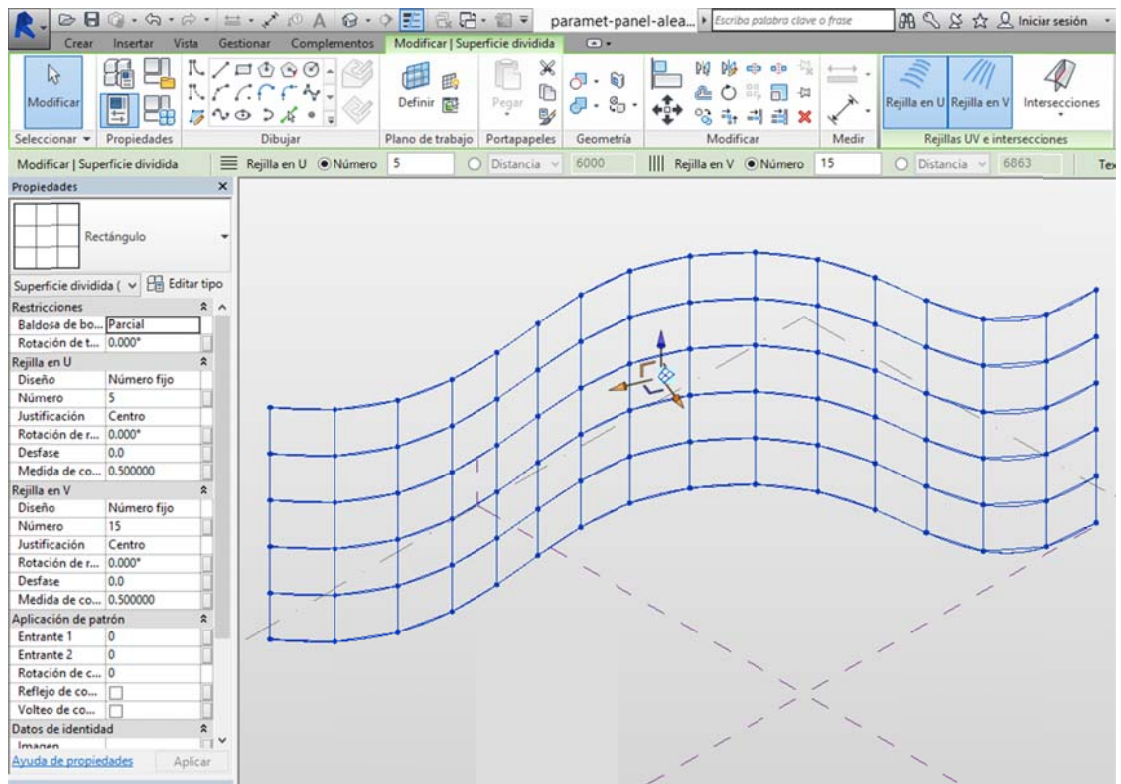 paramet-panel-alea...
Escriba palabra clave o frase
Iniciar sesión
Crear Insertar Vista Gestionar Complementos Modificar | Superficie dividida
Modificar
Definir
Pegar
Rejilla en U Rejilla en V Intersecciones
Seleccionar Propiedades Dibujar Plano de trabajo Portapapeles Geometría Modificar Medir Rejillas UV e intersecciones
Modificar | Superficie dividida Rejilla en U Número 5 Distancia 6000 Rejilla en V Número 15 Distancia 6863 Tex
Propiedades
Rectángulo
Superficie dividida ( Editar tipo
Restricciones
Baldosa de bo... Parcial
Rotación de t... 0.000°
Rejilla en U
Diseño Número fijo
Número 5
Justificación Centro
Rotación de r... 0.000°
Desfase 0.0
Medida de co... 0.500000
Rejilla en V
Diseño Número fijo
Número 15
Justificación Centro
Rotación de r... 0.000°
Desfase 0.0
Medida de co... 0.500000
Aplicación de patrón
Entrante 1 0
Entrante 2 0
Rotación de c... 0
Reflejo de co...
Volteo de co...
Datos de identidad
Imagen
Ayuda de propiedades Aplicar